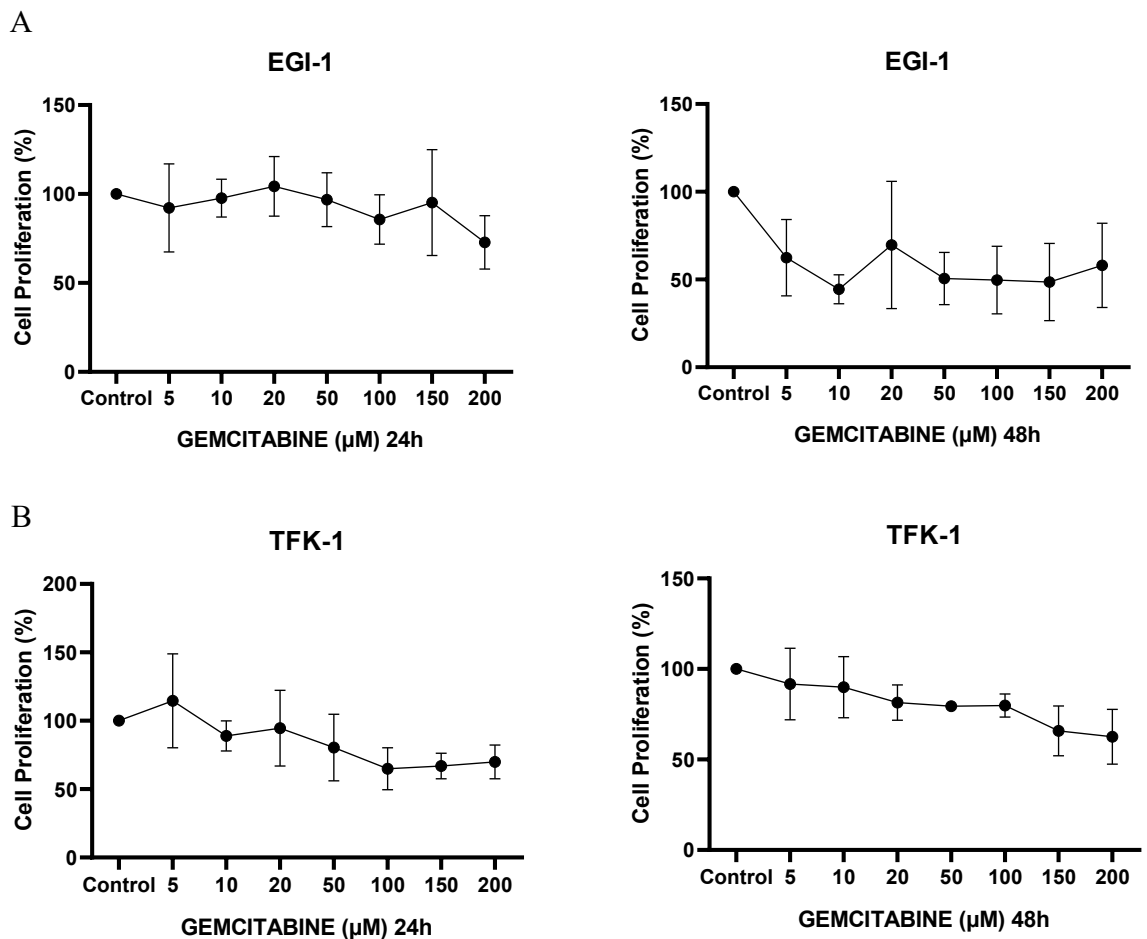 A
EGI-1
Cell Proliferation (%)
150
100
50
0
Control 5 10 20 50 100 150 200
GEMCITABINE (µM) 24h
EGI-1
Cell Proliferation (%)
150
100
50
0
Control 5 10 20 50 100 150 200
GEMCITABINE (µM) 48h
B
TFK-1
Cell Proliferation (%)
200
150
100
50
0
Control 5 10 20 50 100 150 200
GEMCITABINE (µM) 24h
TFK-1
Cell Proliferation (%)
150
100
50
0
Control 5 10 20 50 100 150 200
GEMCITABINE (µM) 48h